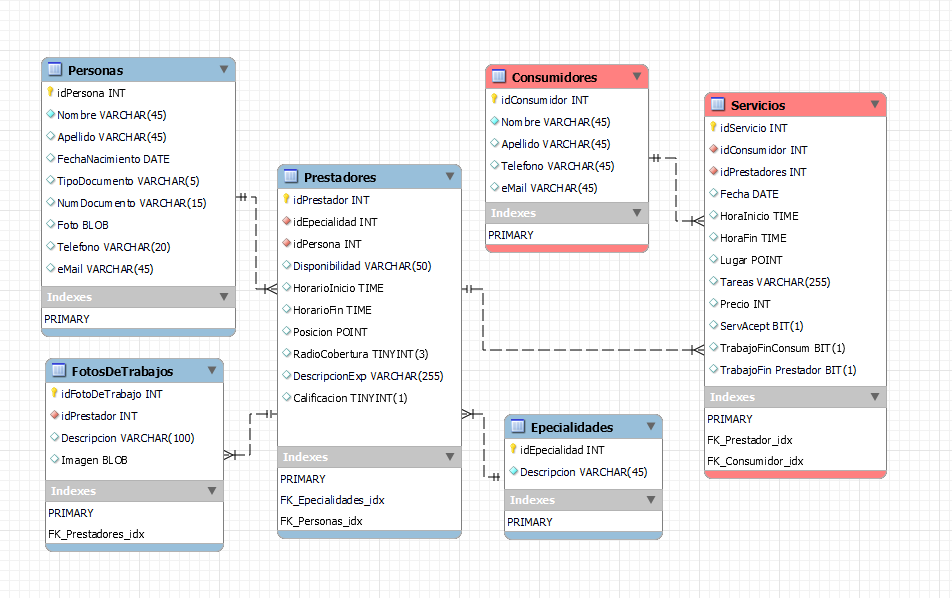 Personas
idPersona INT
Nombre VARCHAR(45)
Apellido VARCHAR(45)
FechaNacimiento DATE
TipoDocumento VARCHAR(5)
NumDocumento VARCHAR(15)
Foto BLOB
Telefono VARCHAR(20)
eMail VARCHAR(45)
Indexes
PRIMARY
FotosDeTrabajos
idFotoDeTrabajo INT
idPrestador INT
Descripcion VARCHAR(100)
Imagen BLOB
Indexes
PRIMARY
FK_Prestadores_idx
Prestadores
idPrestador INT
idEpecialidad INT
idPersona INT
Disponibilidad VARCHAR(50)
HorarioInicio TIME
HorarioFin TIME
Posicion POINT
RadioCobertura TINYINT(3)
DescripcionExp VARCHAR(255)
Calificacion TINYINT(1)
Indexes
PRIMARY
FK_Epecialidades_idx
FK_Personas_idx
Consumidores
idConsumidor INT
Nombre VARCHAR(45)
Apellido VARCHAR(45)
Telefono VARCHAR(45)
eMail VARCHAR(45)
Indexes
PRIMARY
Epecialidades
idEpecialidad INT
Descripcion VARCHAR(45)
Indexes
PRIMARY
Servicios
idServicio INT
idConsumidor INT
idPrestadores INT
Fecha DATE
HoraInicio TIME
HoraFin TIME
Lugar POINT
Tareas VARCHAR(255)
Precio INT
ServAcept BIT(1)
TrabajoFinConsum BIT(1)
TrabajoFin Prestador BIT(1)
Indexes
PRIMARY
FK_Prestador_idx
FK_Consumidor_idx